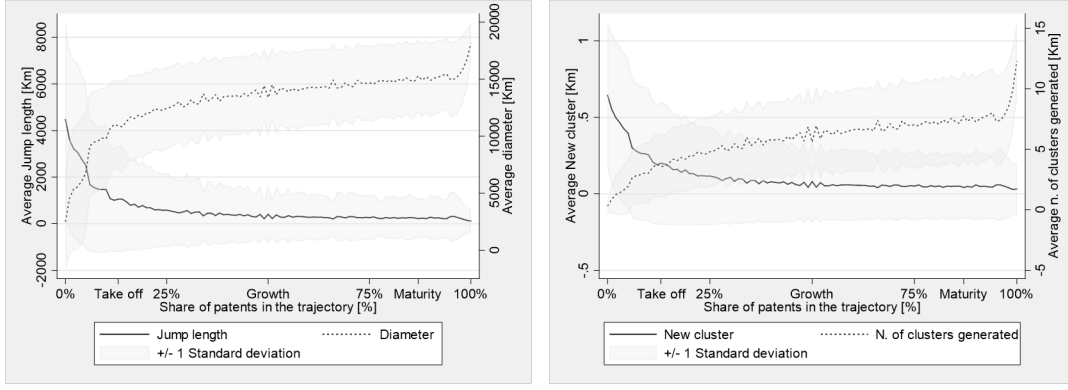 Average Jump length [Km]
-2000 0 2000 4000 6000 8000
Average diameter [Km]
0 5000 10000 15000 20000
0% Take off 25% Growth 75% Maturity 100%
Share of patents in the trajectory [%]
Jump length Diameter
+/- 1 Standard deviation
Average New cluster [Km]
-.5 0 .5 1
Average n. of clusters generated [Km]
-5 0 5 10 15
0% Take off 25% Growth 75% Maturity 100%
Share of patents in the trajectory [%]
New cluster N. of clusters generated
+/- 1 Standard deviation